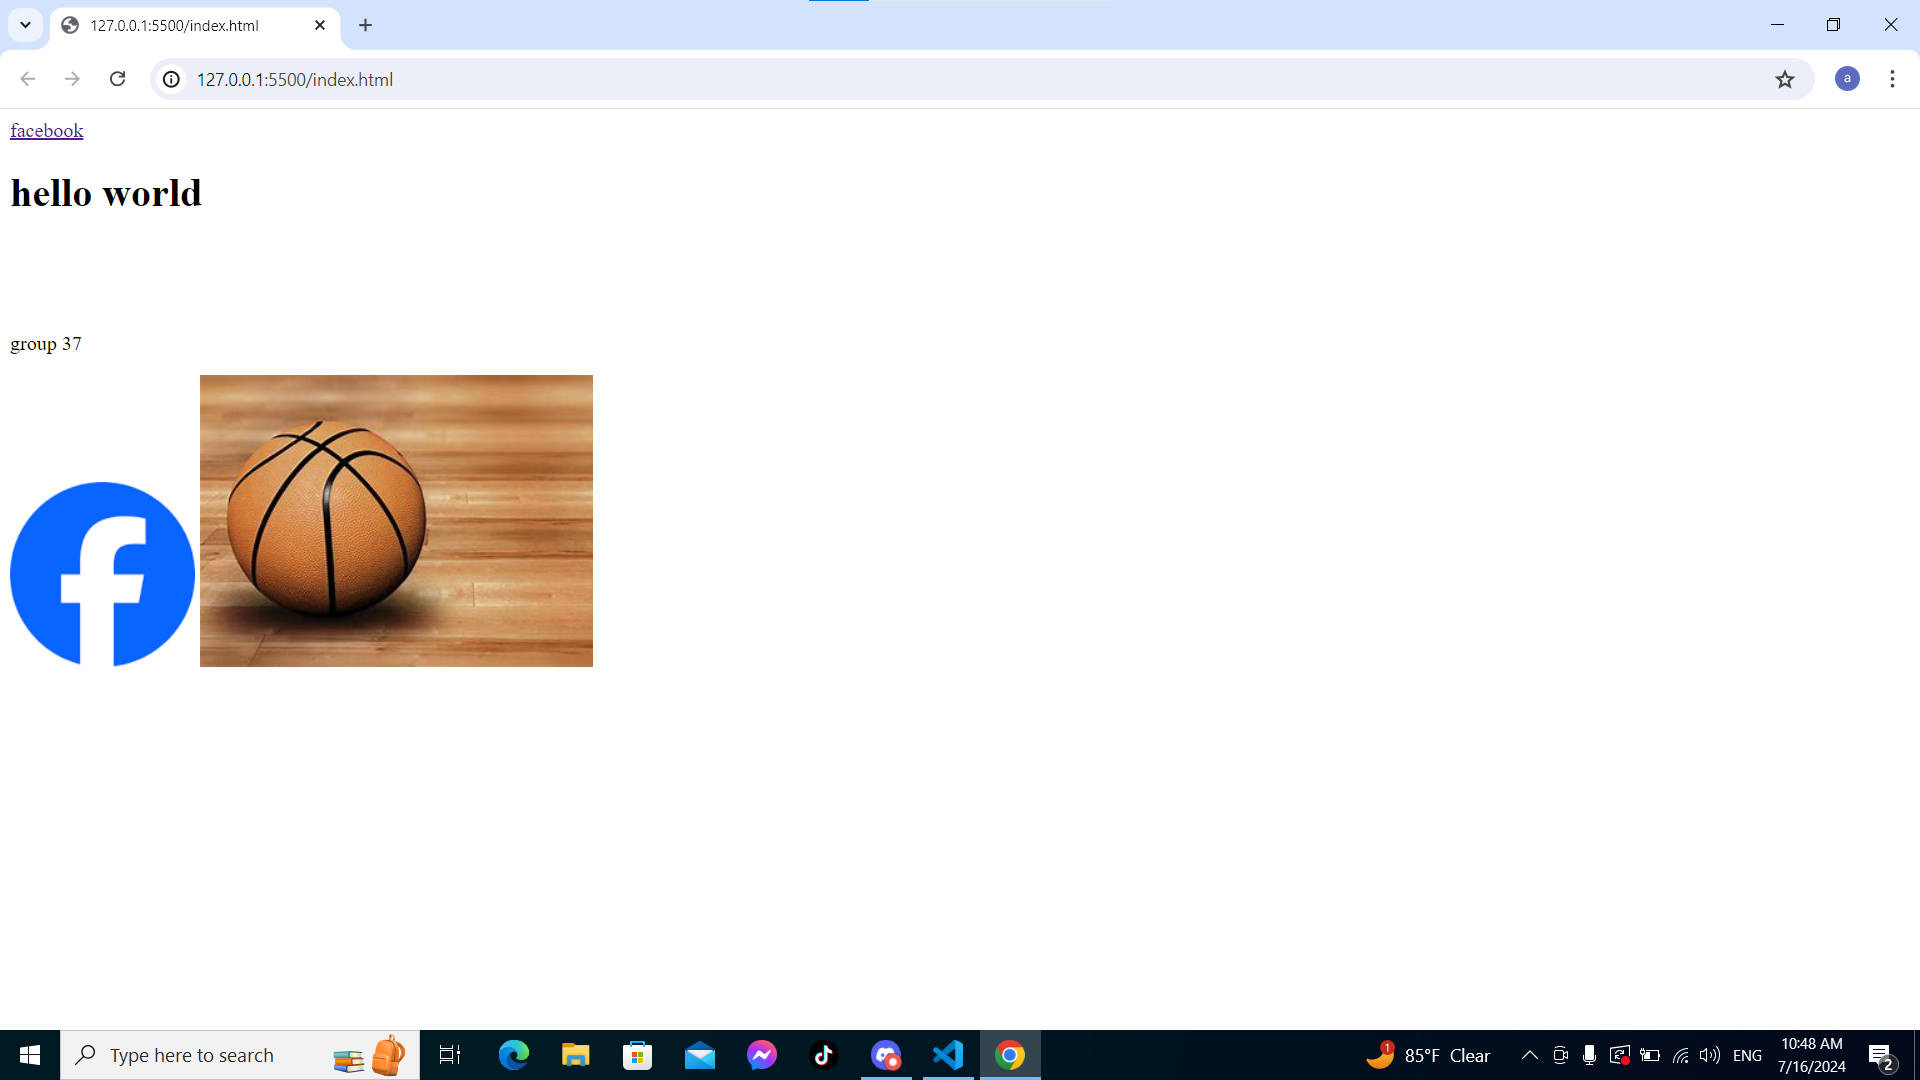 127.0.0.1:5500/index.html
127.0.0.1:5500/index.html
a
facebook
hello world
group 37
f
Type here to search
1
85°F Clear
ENG
10:48 AM
7/16/2024
2